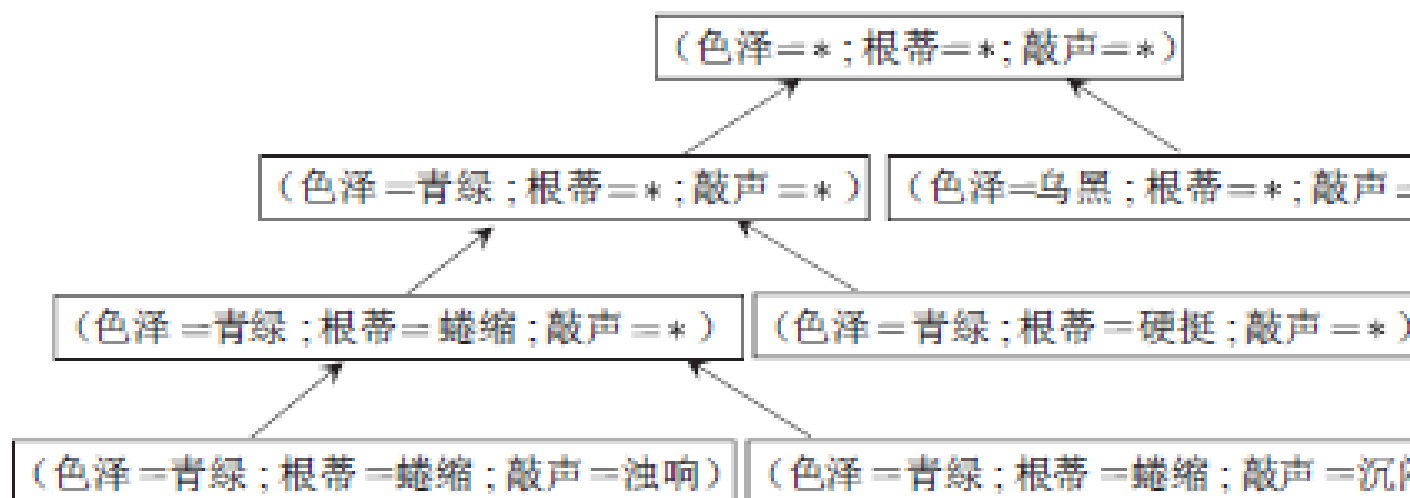 （色泽=*;根蒂=*;敲声=*）
（色泽=青绿;根蒂=*;敲声=*） （色泽=乌黑;根蒂=*;敲声=
（色泽=青绿;根蒂=蜷缩;敲声=*） （色泽=青绿;根蒂=硬挺;敲声=*）
（色泽=青绿;根蒂=蜷缩;敲声=浊响） （色泽=青绿;根蒂=蜷缩;敲声=沉